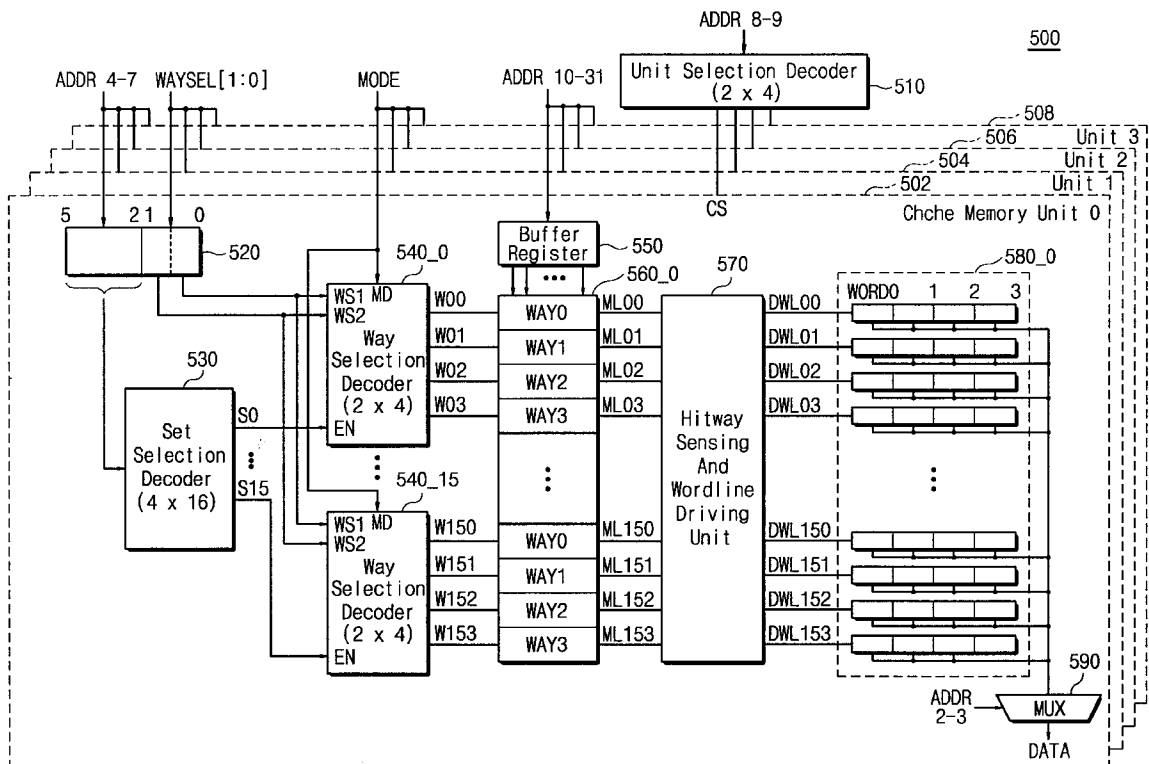 ADDR 8-9
500
Unit Selection Decoder
(2 x 4)
510
ADDR 4-7
WAYSEL[1:0]
MODE
ADDR 10-31
508
Unit 3
506
Unit 2
504
Unit 1
502
CS
Chche Memory Unit 0
5
2
1
0
520
Buffer
Register
550
540_0
560_0
570
580_0
MD
WS1
WS2
Way
Selection
Decoder
(2 x 4)
EN
W00
W01
W02
W03
WAY0
WAY1
WAY2
WAY3
ML00
ML01
ML02
ML03
Hitway
Sensing
And
Wordline
Driving
Unit
DWL00
DWL01
DWL02
DWL03
WORD0
1
2
3
530
Set
Selection
Decoder
(4 x 16)
S0
S15
540_15
MD
WS1
WS2
Way
Selection
Decoder
(2 x 4)
EN
W150
W151
W152
W153
WAY0
WAY1
WAY2
WAY3
ML150
ML151
ML152
ML153
DWL150
DWL151
DWL152
DWL153
590
ADDR
2-3
MUX
DATA